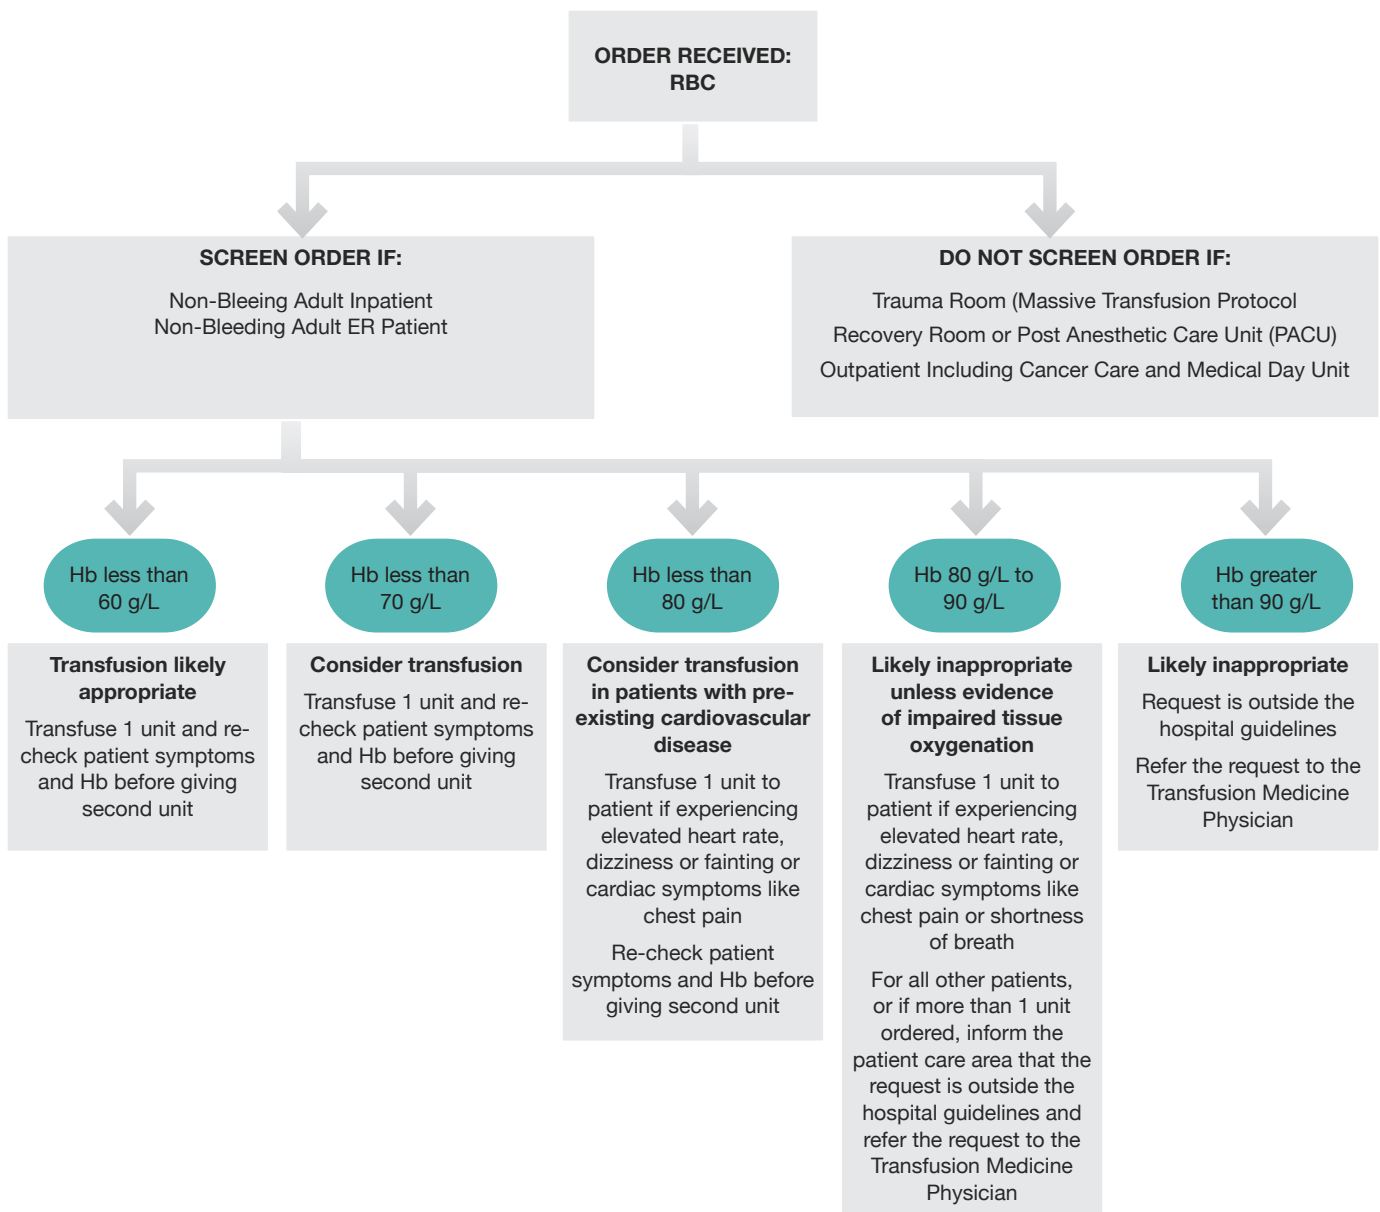 ORDER RECEIVED:
RBC
SCREEN ORDER IF:
Non-Bleeing Adult Inpatient
Non-Bleeding Adult ER Patient
DO NOT SCREEN ORDER IF:
Trauma Room (Massive Transfusion Protocol
Recovery Room or Post Anesthetic Care Unit (PACU)
Outpatient Including Cancer Care and Medical Day Unit
Hb less than
60 g/L
Transfusion likely
appropriate
Transfuse 1 unit and re-
check patient symptoms
and Hb before giving
second unit
Hb less than
70 g/L
Consider transfusion
Transfuse 1 unit and re-
check patient symptoms
and Hb before giving
second unit
Hb less than
80 g/L
Consider transfusion
in patients with pre-
existing cardiovascular
disease
Transfuse 1 unit to
patient if experiencing
elevated heart rate,
dizziness or fainting or
cardiac symptoms like
chest pain
Re-check patient
symptoms and Hb before
giving second unit
Hb 80 g/L to
90 g/L
Likely inappropriate
unless evidence
of impaired tissue
oxygenation
Transfuse 1 unit to
patient if experiencing
elevated heart rate,
dizziness or fainting or
cardiac symptoms like
chest pain or shortness
of breath
For all other patients,
or if more than 1 unit
ordered, inform the
patient care area that the
request is outside the
hospital guidelines and
refer the request to the
Transfusion Medicine
Physician
Hb greater
than 90 g/L
Likely inappropriate
Request is outside the
hospital guidelines
Refer the request to the
Transfusion Medicine
Physician